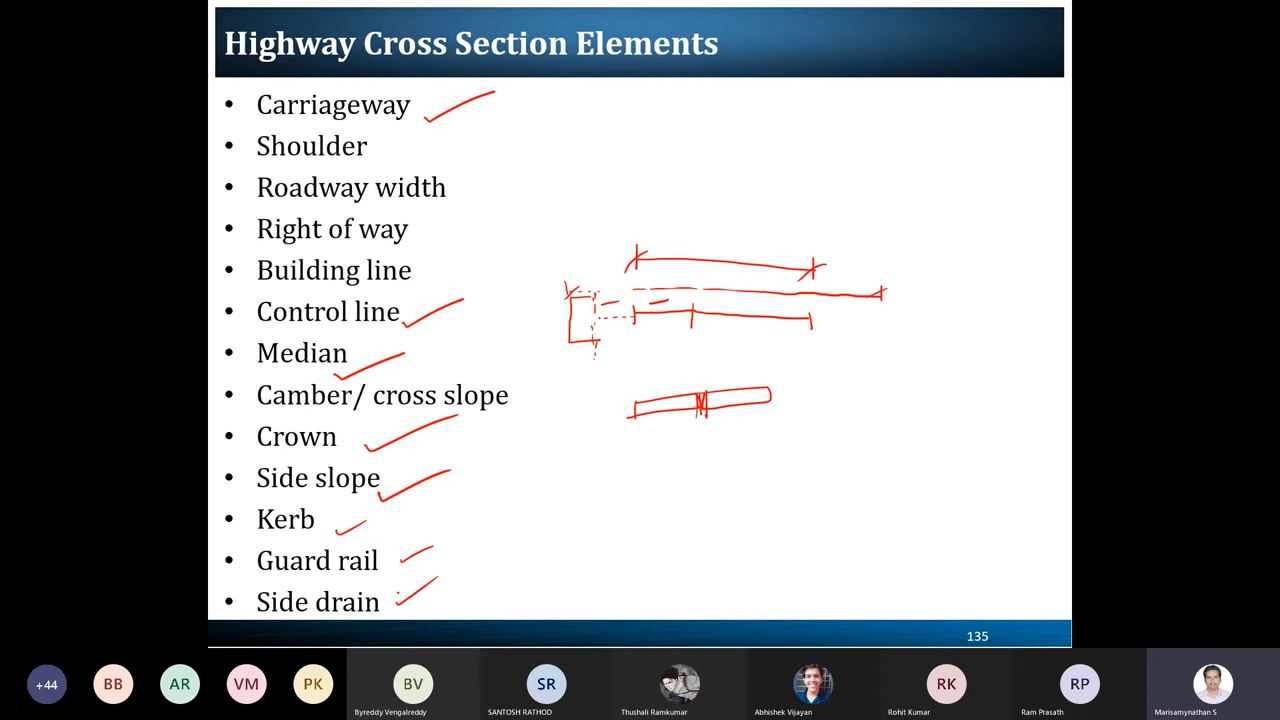 Highway Cross Section Elements
• Carriageway
• Shoulder
• Roadway width
• Right of way
• Building line
• Control line
• Median
• Camber/ cross slope
• Crown
• Side slope
• Kerb
• Guard rail
• Side drain
135
+44
BB
AR
VM
PK
BV
SR
RK
RP
Byreddy Vengalreddy
SANTOSH RATHOD
Thushali Ramkumar
Abhishek Vijayan
Rohit Kumar
Ram Prasath
Marisamynathan S